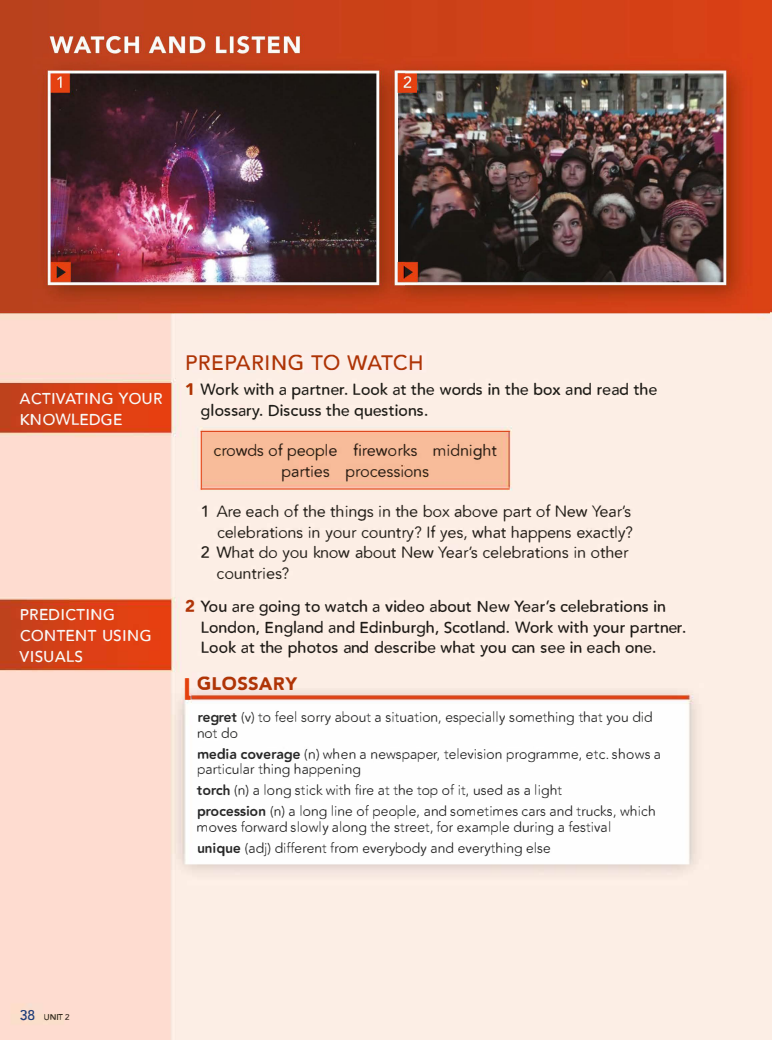 WATCH AND LISTEN
1
2
PREPARING TO WATCH
ACTIVATING YOUR
KNOWLEDGE
1 Work with a partner. Look at the words in the box and read the
glossary. Discuss the questions.
crowds of people fireworks midnight
parties processions
1 Are each of the things in the box above part of New Year's
celebrations in your country? If yes, what happens exactly?
2 What do you know about New Year's celebrations in other
countries?
PREDICTING
CONTENT USING
VISUALS
2 You are going to watch a video about New Year's celebrations in
London, England and Edinburgh, Scotland. Work with your partner.
Look at the photos and describe what you can see in each one.
GLOSSARY
regret (v) to feel sorry about a situation, especially something that you did
not do
media coverage (n) when a newspaper, television programme, etc. shows a
particular thing happening
torch (n) a long stick with fire at the top of it, used as a light
procession (n) a long line of people, and sometimes cars and trucks, which
moves forward slowly along the street, for example during a festival
unique (adj) different from everybody and everything else
38 UNIT 2